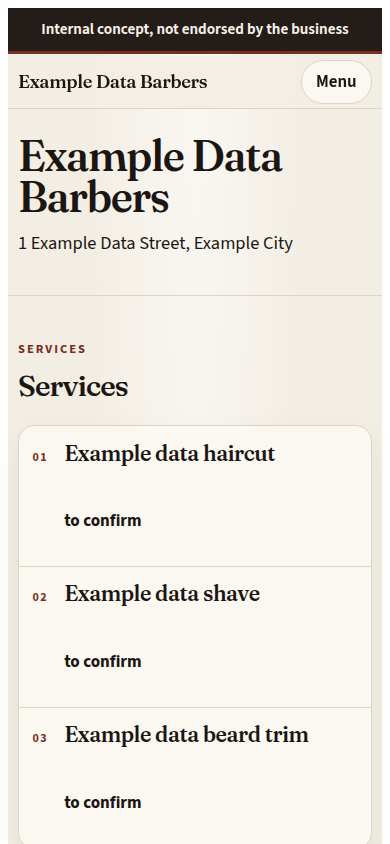 Internal concept, not endorsed by the business
Example Data Barbers
Menu
Example Data
Barbers
1 Example Data Street, Example City
SERVICES
Services
01
Example data haircut
to confirm
02
Example data shave
to confirm
03
Example data beard trim
to confirm